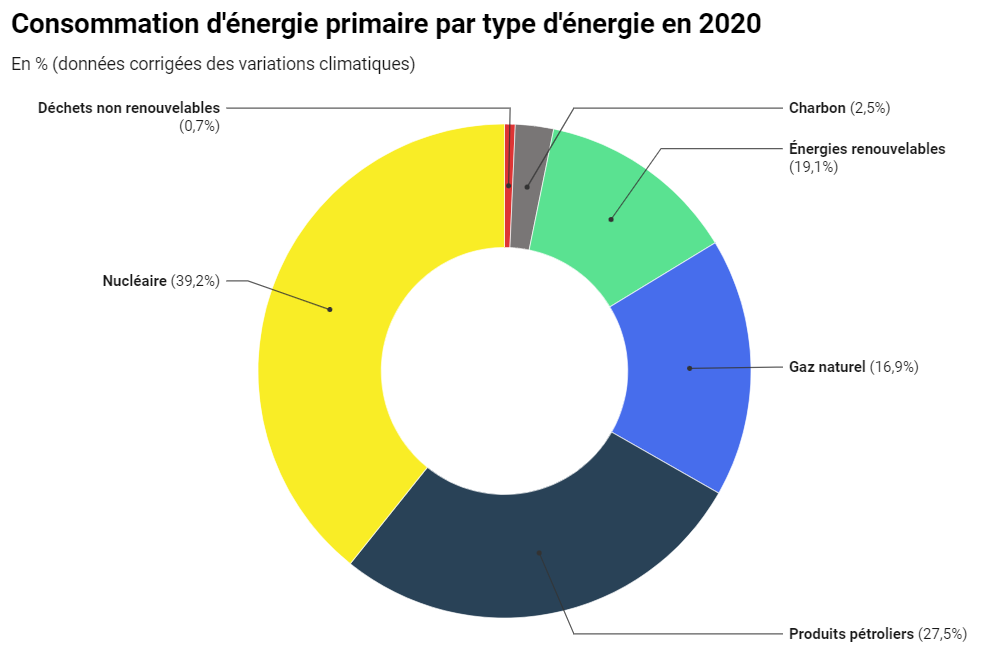 Consommation d'énergie primaire par type d'énergie en 2020
En % (données corrigées des variations climatiques)
Déchets non renouvelables
(0,7%)
Charbon (2,5%)
Énergies renouvelables
(19,1%)
Nucléaire (39,2%)
Gaz naturel (16,9%)
Produits pétroliers (27,5%)